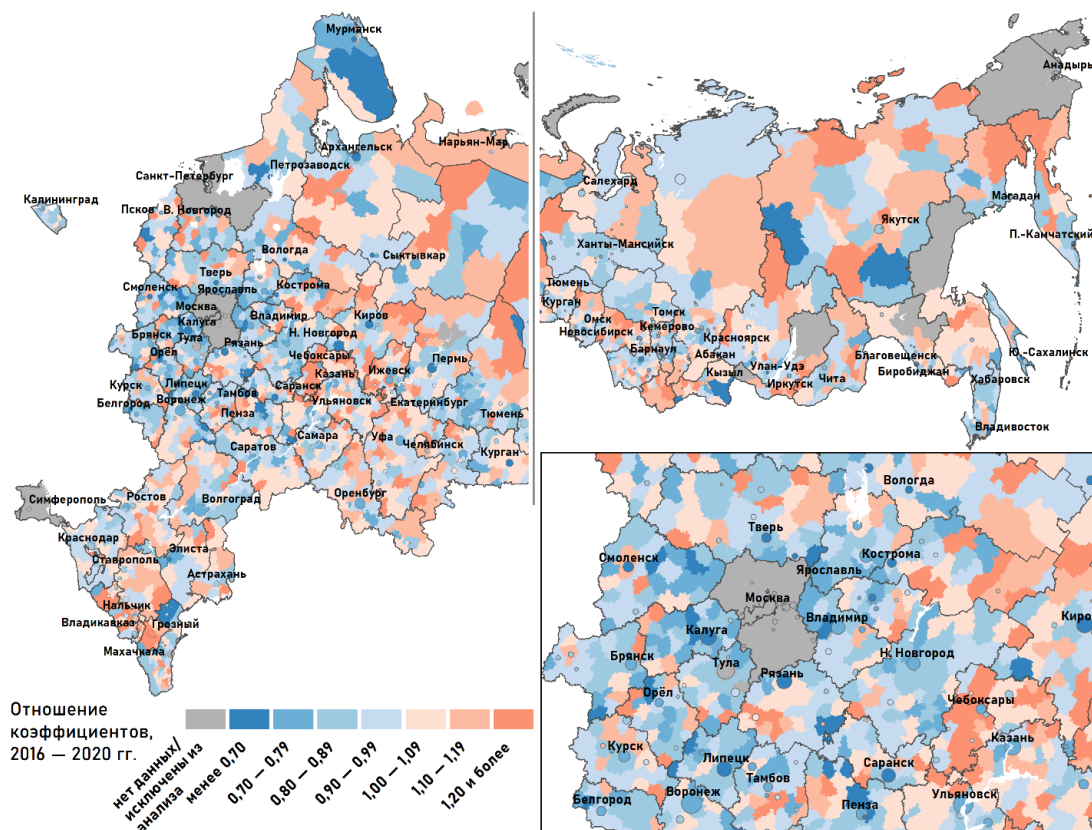 Мурманск
Архангельск
Нарьян-Мар
Петрозаводск
Санкт-Петербург
Калининград
Псков
В. Новгород
Вологда
Сыктывкар
Тверь
Смоленск
Ярославль
Кострома
Москва
Владимир
Киров
Калуга
Брянск
Тула
Н. Новгород
Рязань
Орёл
Чебоксары
Пермь
Казань
Ижевск
Курск
Липецк
Саранск
Тамбов
Белгород
Воронеж
Ульяновск
Екатеринбург
Пенза
Тюмень
Самара
Уфа
Челябинск
Саратов
Курган
Оренбург
Симферополь
Ростов
Волгоград
Краснодар
Элиста
Ставрополь
Астрахань
Нальчик
Владикавказ
Грозный
Махачкала
Анадырь
Салехард
Якутск
Магадан
Ханты-Мансийск
П.-Камчатский
Тюмень
Курган
Омск
Томск
Новосибирск
Кемерово
Красноярск
Барнаул
Абакан
Кызыл
Улан-Удэ
Иркутск
Чита
Благовещенск
Биробиджан
Ю.-Сахалинск
Хабаровск
Владивосток
Вологда
Тверь
Смоленск
Кострома
Ярославль
Москва
Владимир
Киро
Калуга
Брянск
Тула
Н. Новгород
Рязань
Орёл
Чебоксары
Казань
Курск
Липецк
Саранск
Тамбов
Воронеж
Белгород
Пенза
Ульяновск
Отношение
коэффициентов,
2016 — 2020 гг.
нет данных/
исключены из
анализа
менее 0,70
0,70 — 0,79
0,80 — 0,89
0,90 — 0,99
1,00 — 1,09
1,10 — 1,19
1,20 и более